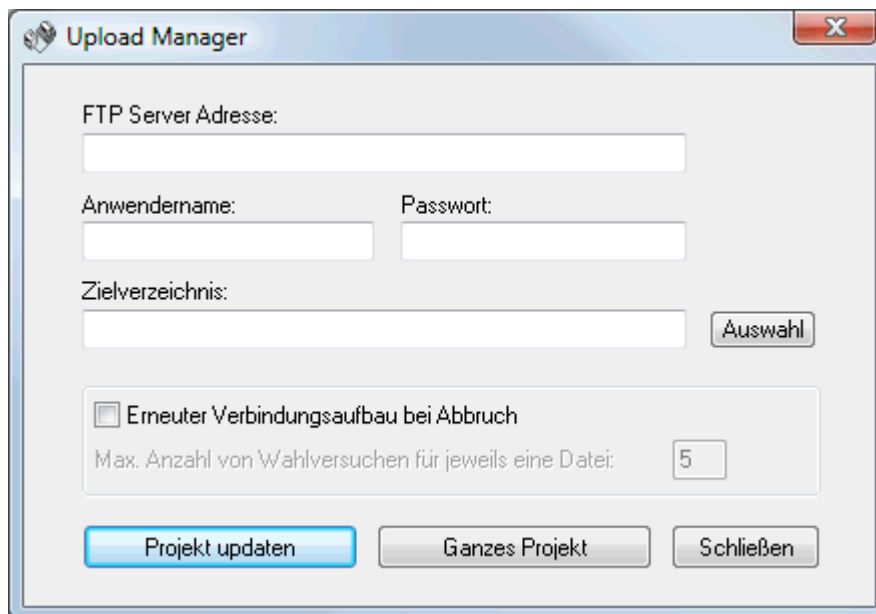 Upload Manager
FTP Server Adresse:
Anwendername: Passwort:
Zielverzeichnis:
Auswahl
Erneuter Verbindungsaufbau bei Abbruch
Max. Anzahl von Wahlversuchen für jeweils eine Datei: 5
Projekt updaten Ganzes Projekt Schließen